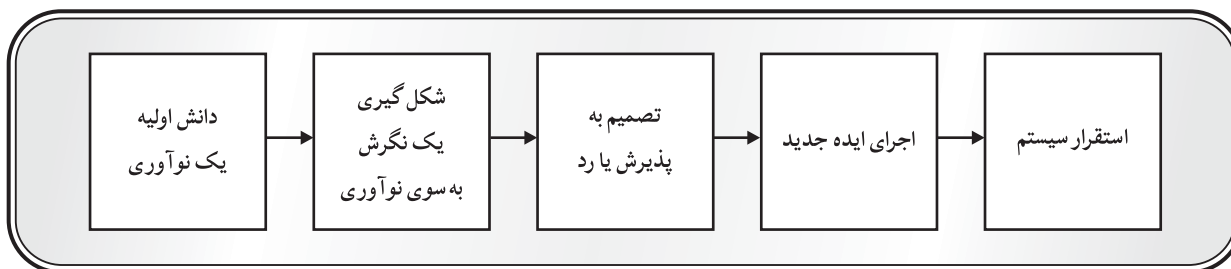 دانش اولیه
یک نوآوری
شکل گیری
یک نگرش
به سوی نوآوری
تصمیم به
پذیرش یا رد
اجرای ایده جدید
استقرار سیستم